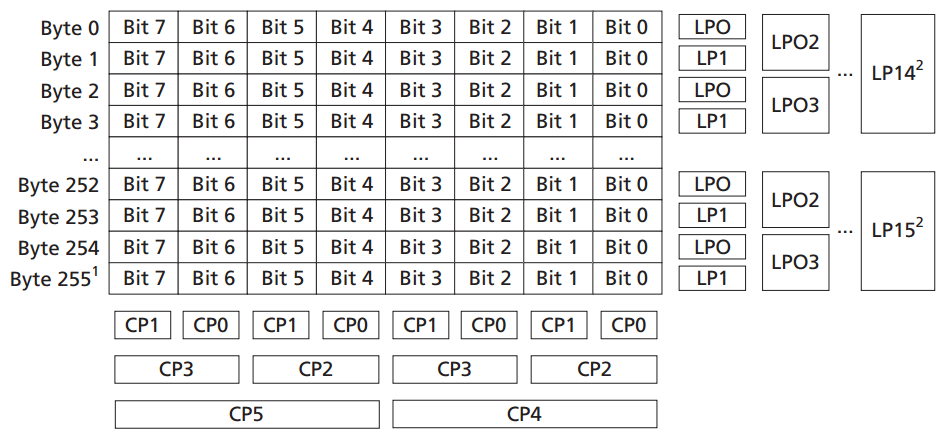 Byte 0 Bit 7 Bit 6 Bit 5 Bit 4 Bit 3 Bit 2 Bit 1 Bit 0 LPO LPO2 ... LP14²
Byte 1 Bit 7 Bit 6 Bit 5 Bit 4 Bit 3 Bit 2 Bit 1 Bit 0 LP1
Byte 2 Bit 7 Bit 6 Bit 5 Bit 4 Bit 3 Bit 2 Bit 1 Bit 0 LPO LPO3
Byte 3 Bit 7 Bit 6 Bit 5 Bit 4 Bit 3 Bit 2 Bit 1 Bit 0 LP1
... ... ... ... ... ... ... ... ...
Byte 252 Bit 7 Bit 6 Bit 5 Bit 4 Bit 3 Bit 2 Bit 1 Bit 0 LPO LPO2 ... LP15²
Byte 253 Bit 7 Bit 6 Bit 5 Bit 4 Bit 3 Bit 2 Bit 1 Bit 0 LP1
Byte 254 Bit 7 Bit 6 Bit 5 Bit 4 Bit 3 Bit 2 Bit 1 Bit 0 LPO LPO3
Byte 255¹ Bit 7 Bit 6 Bit 5 Bit 4 Bit 3 Bit 2 Bit 1 Bit 0 LP1
CP1 CP0 CP1 CP0 CP1 CP0 CP1 CP0
CP3 CP2 CP3 CP2
CP5 CP4